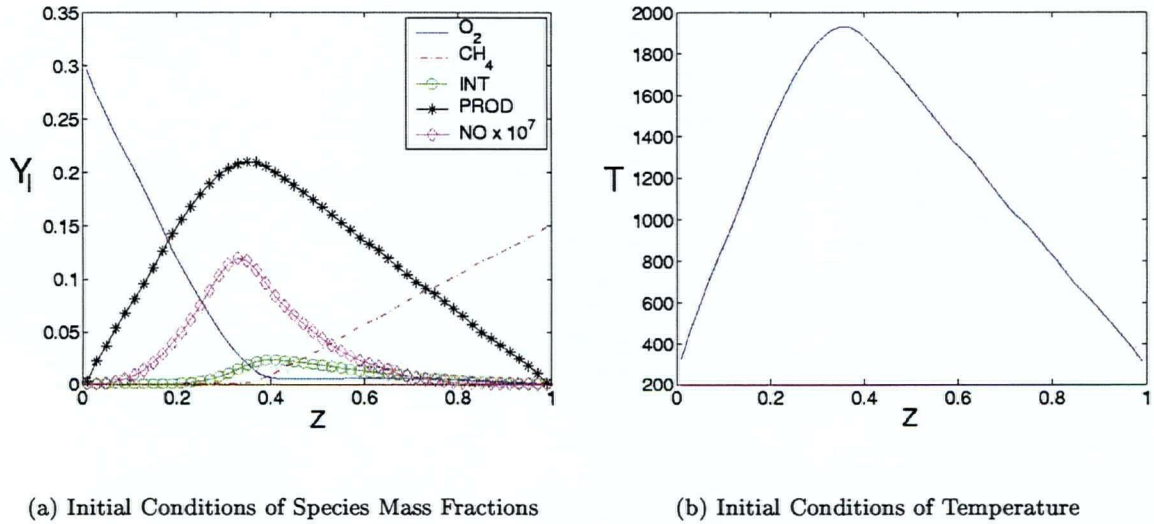 0.35
0.3
0.25
0.2
0.15
0.1
0.05
0
Y_I
0 0.2 0.4 0.6 0.8 1
Z
O_2
CH_4
INT
PROD
NO x 10^7
2000
1800
1600
1400
1200
1000
800
600
400
200
T
0 0.2 0.4 0.6 0.8 1
Z
(a) Initial Conditions of Species Mass Fractions
(b) Initial Conditions of Temperature